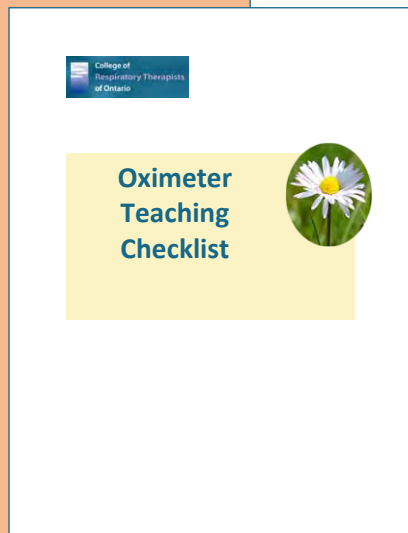 College of
Respiratory Therapists
of Ontario
Oximeter
Teaching
Checklist